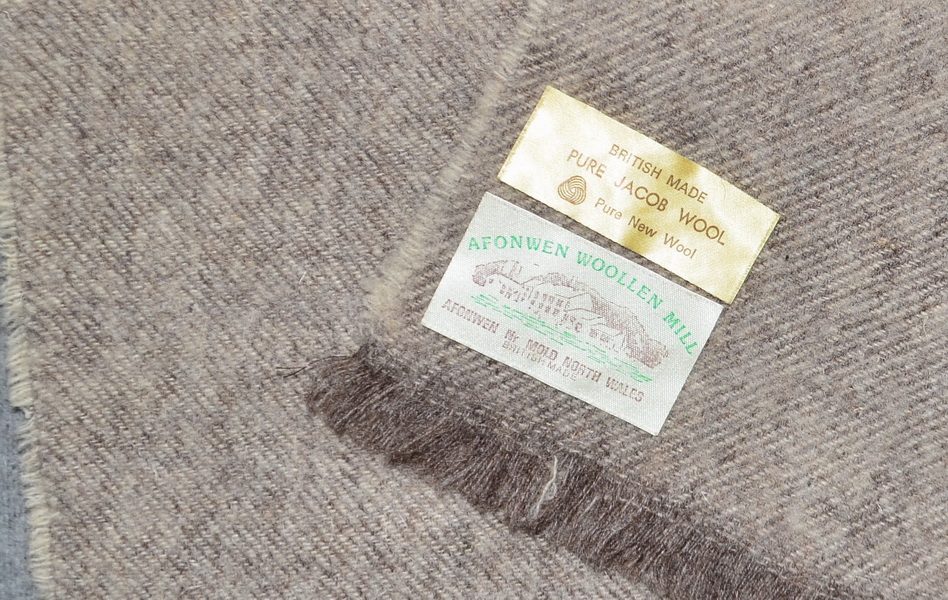 BRITISH MADE
PURE JACOB WOOL
Pure New Wool
AFONWEN WOOLLEN MILL
AFONWEN Nr. MOLD NORTH WALES
BRITISH MADE